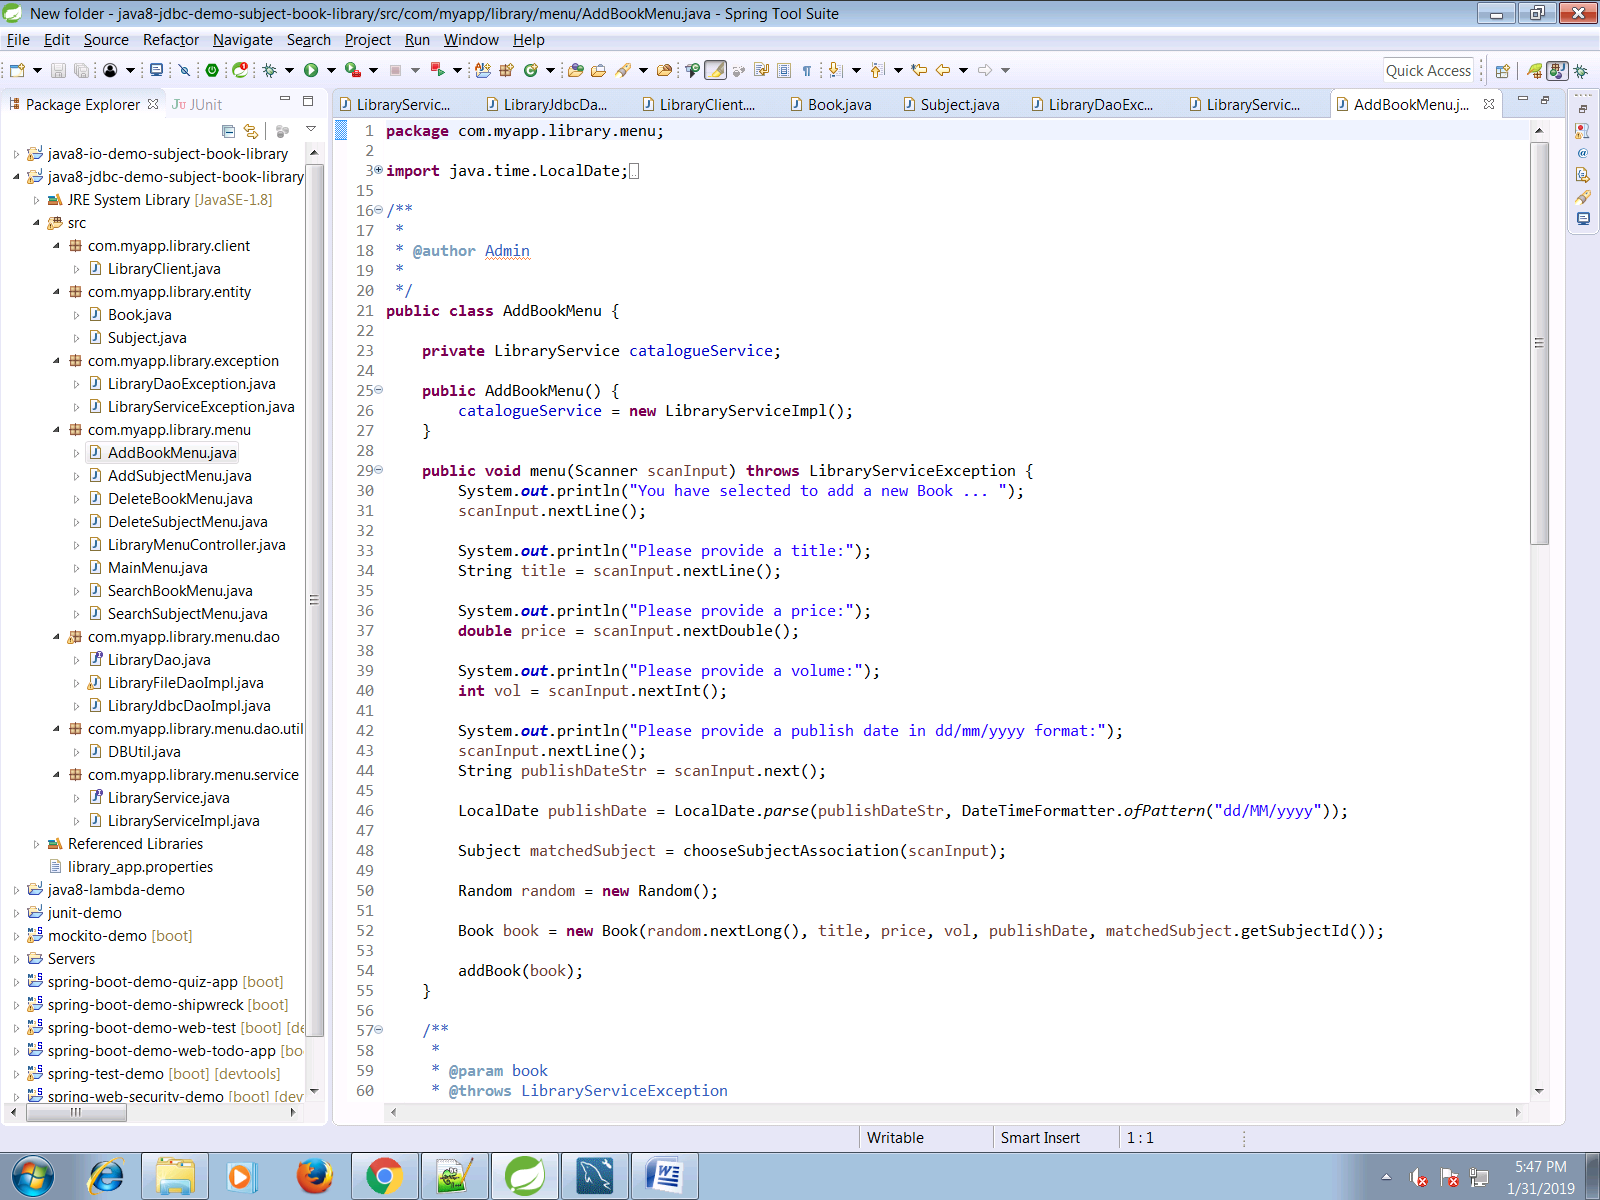 New folder - java8-jdbc-demo-subject-book-library/src/com/myapp/library/menu/AddBookMenu.java - Spring Tool Suite
File Edit Source Refactor Navigate Search Project Run Window Help
Quick Access
Package Explorer JUnit
LibraryServic... LibraryJdbcDa... LibraryClient.... Book.java Subject.java LibraryDaoExc... LibraryServic... AddBookMenu.j...
java8-io-demo-subject-book-library
java8-jdbc-demo-subject-book-library
JRE System Library [JavaSE-1.8]
src
com.myapp.library.client
LibraryClient.java
com.myapp.library.entity
Book.java
Subject.java
com.myapp.library.exception
LibraryDaoException.java
LibraryServiceException.java
com.myapp.library.menu
AddBookMenu.java
AddSubjectMenu.java
DeleteBookMenu.java
DeleteSubjectMenu.java
LibraryMenuController.java
MainMenu.java
SearchBookMenu.java
SearchSubjectMenu.java
com.myapp.library.menu.dao
LibraryDao.java
LibraryFileDaoImpl.java
LibraryJdbcDaoImpl.java
com.myapp.library.menu.dao.util
DBUtil.java
com.myapp.library.menu.service
LibraryService.java
LibraryServiceImpl.java
Referenced Libraries
library_app.properties
java8-lambda-demo
junit-demo
mockito-demo [boot]
Servers
spring-boot-demo-quiz-app [boot]
spring-boot-demo-shipwreck [boot]
spring-boot-demo-web-test [boot] [de
spring-boot-demo-web-todo-app [bo
spring-test-demo [boot] [devtools]
spring-web-security-demo [boot] [dev
1 package com.myapp.library.menu;
2
3 import java.time.LocalDate;
15
16 /**
17 *
18 * @author Admin
19 *
20 */
21 public class AddBookMenu {
22
23 private LibraryService catalogueService;
24
25 public AddBookMenu() {
26 catalogueService = new LibraryServiceImpl();
27 }
28
29 public void menu(Scanner scanInput) throws LibraryServiceException {
30 System.out.println("You have selected to add a new Book ... ");
31 scanInput.nextLine();
32
33 System.out.println("Please provide a title:");
34 String title = scanInput.nextLine();
35
36 System.out.println("Please provide a price:");
37 double price = scanInput.nextDouble();
38
39 System.out.println("Please provide a volume:");
40 int vol = scanInput.nextInt();
41
42 System.out.println("Please provide a publish date in dd/mm/yyyy format:");
43 scanInput.nextLine();
44 String publishDateStr = scanInput.next();
45
46 LocalDate publishDate = LocalDate.parse(publishDateStr, DateTimeFormatter.ofPattern("dd/MM/yyyy"));
47
48 Subject matchedSubject = chooseSubjectAssociation(scanInput);
49
50 Random random = new Random();
51
52 Book book = new Book(random.nextLong(), title, price, vol, publishDate, matchedSubject.getSubjectId());
53
54 addBook(book);
55 }
56
57 /**
58 *
59 * @param book
60 * @throws LibraryServiceException
Writable Smart Insert 1 : 1
5:47 PM
1/31/2019